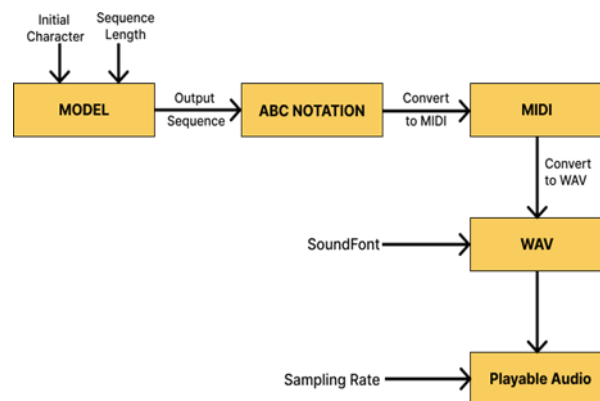 Initial
Character
Sequence
Length
MODEL
Output
Sequence
ABC NOTATION
Convert
to MIDI
MIDI
Convert
to WAV
SoundFont
WAV
Sampling Rate
Playable Audio